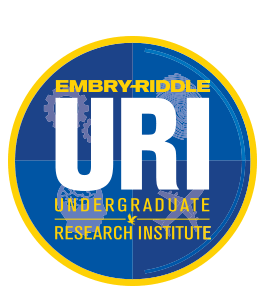 EMBRY-RIDDLE
URI
UNDERGRADUATE
RESEARCH INSTITUTE